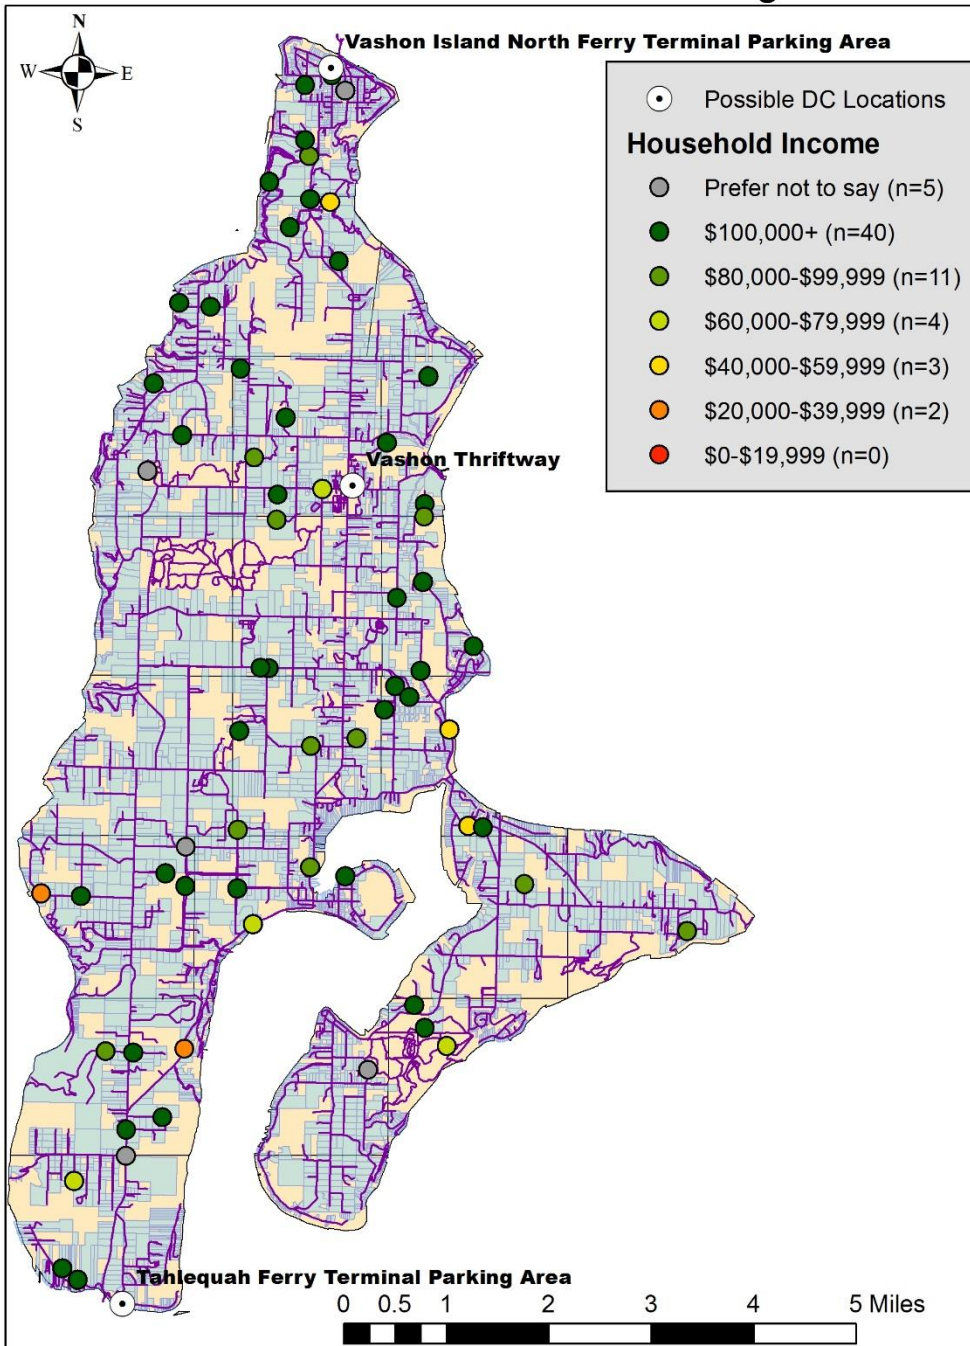 N
W E
S
Vashon Island North Ferry Terminal Parking Area
Possible DC Locations
Household Income
Prefer not to say (n=5)
$100,000+ (n=40)
$80,000-$99,999 (n=11)
$60,000-$79,999 (n=4)
$40,000-$59,999 (n=3)
$20,000-$39,999 (n=2)
$0-$19,999 (n=0)
Vashon Thriftway
Tahlequah Ferry Terminal Parking Area
0 0.5 1 2 3 4 5 Miles